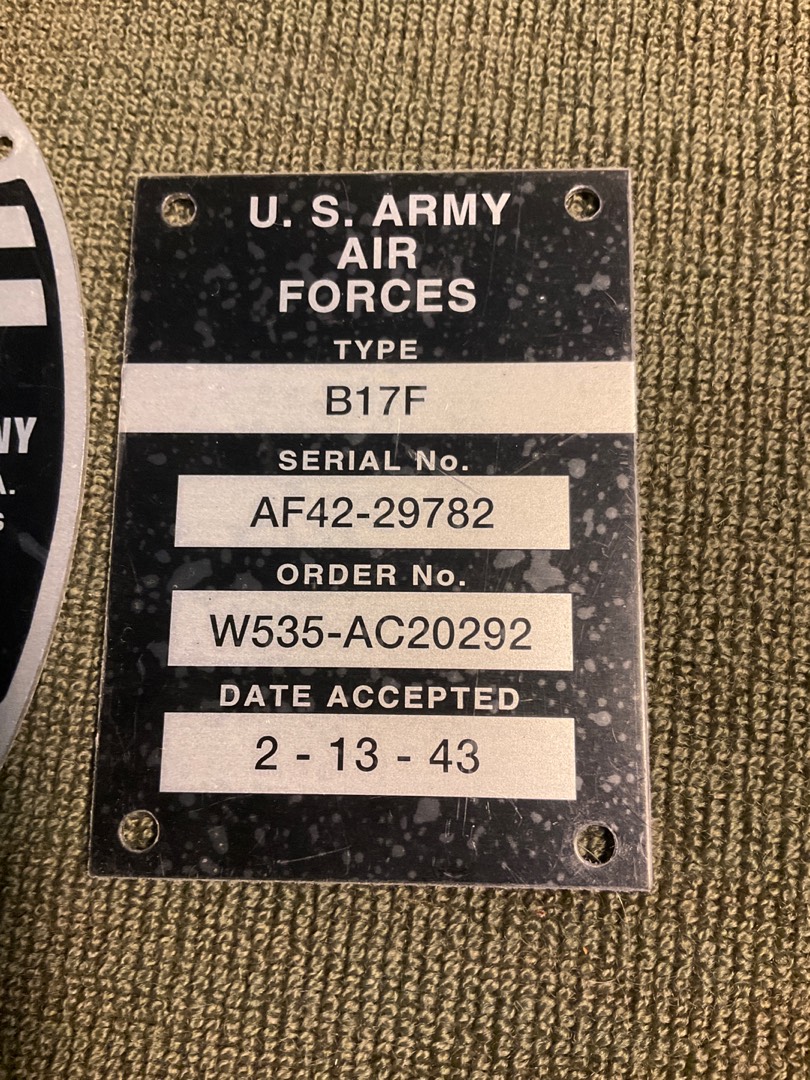 U. S. ARMY
AIR
FORCES
TYPE
B17F
SERIAL No.
AF42-29782
ORDER No.
W535-AC20292
DATE ACCEPTED
2 - 13 - 43